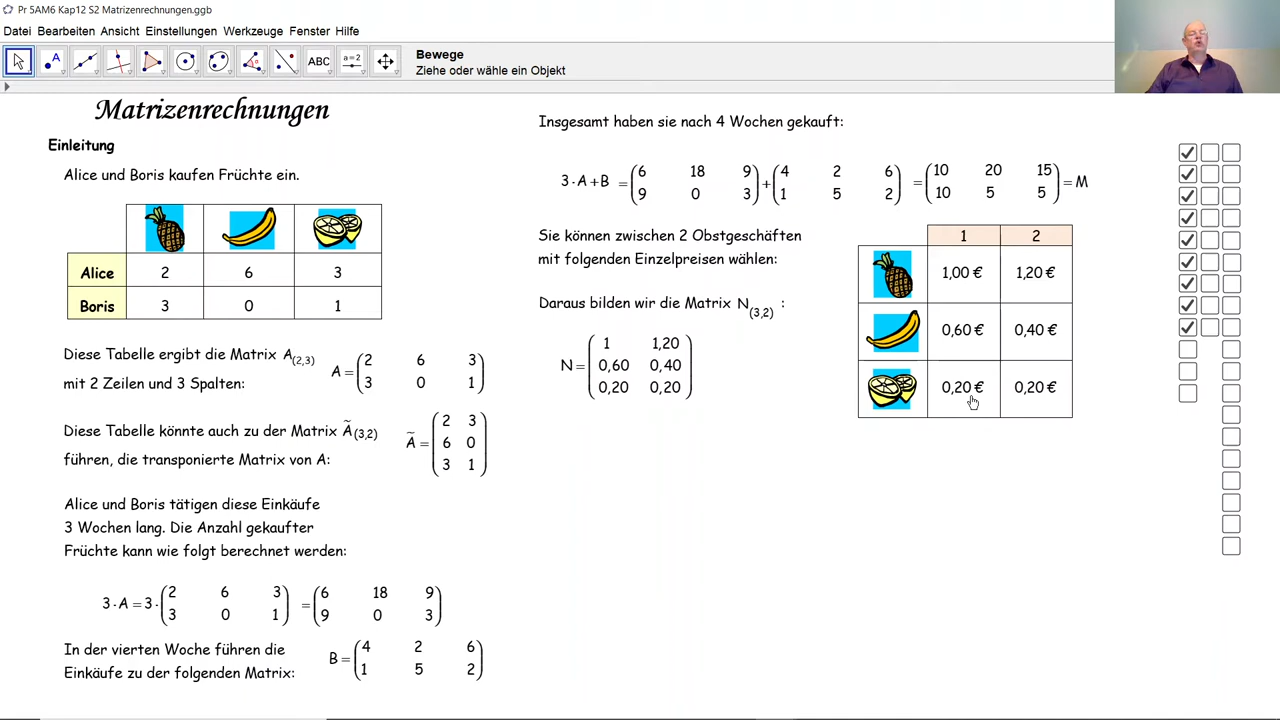 Pr 5AM6 Kap12 S2 Matrizenrechnungen.ggb
Datei Bearbeiten Ansicht Einstellungen Werkzeuge Fenster Hilfe
A ABC a=2 Bewege
Ziehe oder wähle ein Objekt
Matrizenrechnungen
Einleitung
Alice und Boris kaufen Früchte ein.
Alice 2 6 3
Boris 3 0 1
Diese Tabelle ergibt die Matrix A(2,3)
mit 2 Zeilen und 3 Spalten:
A = (2 6 3
3 0 1)
Diese Tabelle könnte auch zu der Matrix Ã(3,2)
führen, die transponierte Matrix von A:
Ã = (2 3
6 0
3 1)
Alice und Boris tätigen diese Einkäufe
3 Wochen lang. Die Anzahl gekaufter
Früchte kann wie folgt berechnet werden:
3·A = 3·(2 6 3 = (6 18 9
3 0 1) 9 0 3)
In der vierten Woche führen die
Einkäufe zu der folgenden Matrix:
B = (4 2 6
1 5 2)
Insgesamt haben sie nach 4 Wochen gekauft:
3·A+B = (6 18 9 + (4 2 6 = (10 20 15 = M
9 0 3) 1 5 2) 10 5 5)
Sie können zwischen 2 Obstgeschäften
mit folgenden Einzelpreisen wählen:
Daraus bilden wir die Matrix N(3,2) :
N = (1 1,20
0,60 0,40
0,20 0,20)
1 2
1,00 € 1,20 €
0,60 € 0,40 €
0,20 € 0,20 €